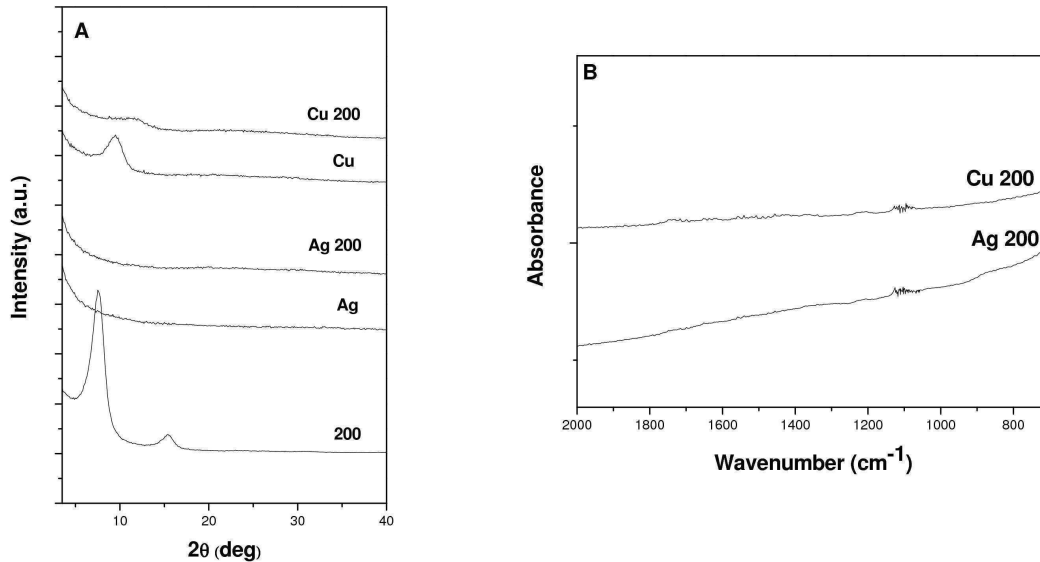 A
Cu 200
Cu
Ag 200
Ag
200
Intensity (a.u.)
10 20 30 40
2θ (deg)
B
Cu 200
Ag 200
Absorbance
2000 1800 1600 1400 1200 1000 800
Wavenumber (cm-1)